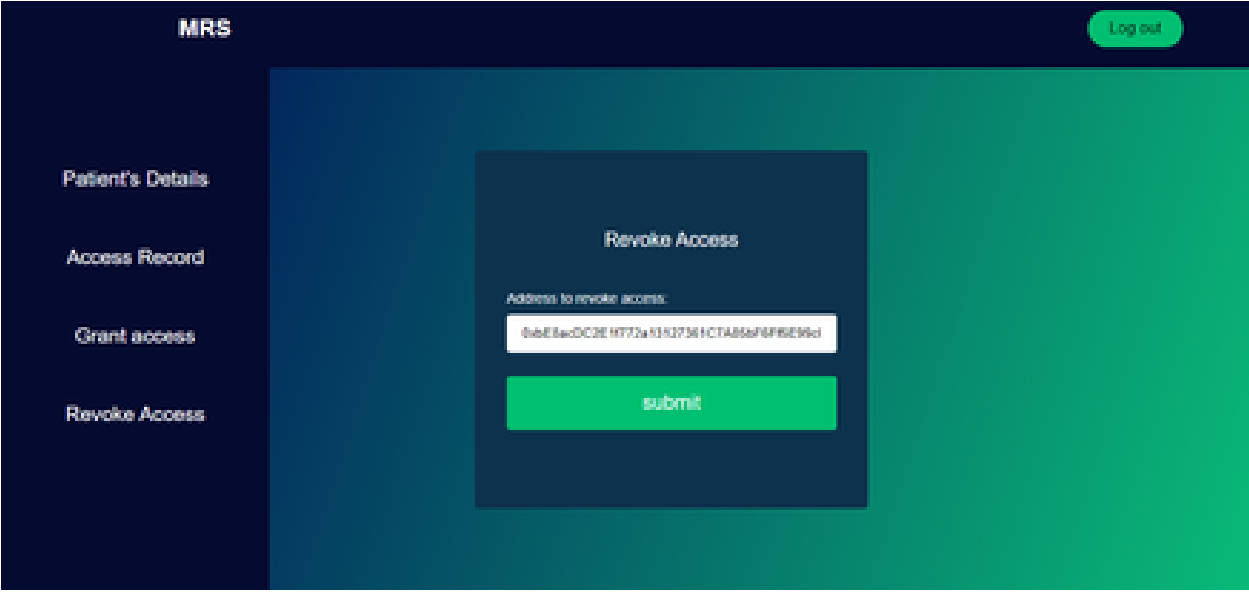 MRS
Log out
Patient's Details
Access Record
Grant access
Revoke Access
Revoke Access
Address to revoke access:
submit